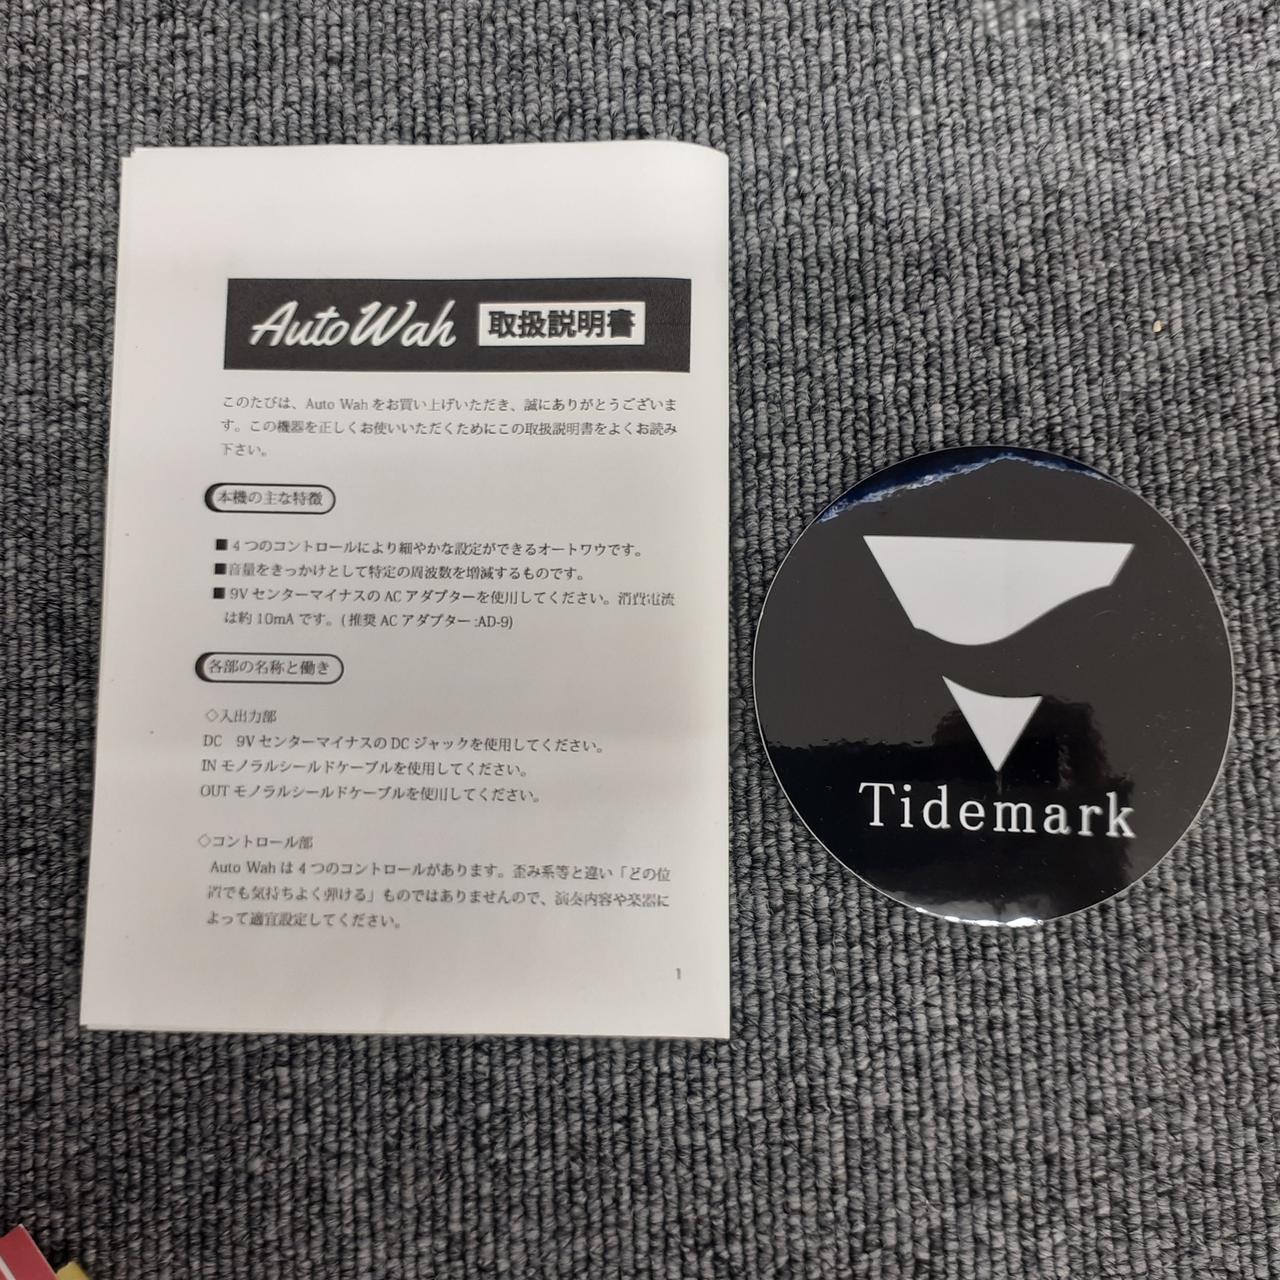 Auto Wah 取扱説明書
このたびは、Auto Wah をお買い上げいただき、誠にありがとうございま
す。この機器を正しくお使いいただくためにこの取扱説明書をよくお読み
下さい。
本機の主な特徴
■ 4 つのコントロールにより細やかな設定ができるオートワウです。
■音量をきっかけとして特定の周波数を増減するものです。
■ 9V センターマイナスの AC アダプターを使用してください。消費電流
は約 10mA です。( 推奨 AC アダプター :AD-9)
各部の名称と働き
◇入出力部
DC　9V センターマイナスの DC ジャックを使用してください。
IN モノラルシールドケーブルを使用してください。
OUT モノラルシールドケーブルを使用してください。
◇コントロール部
Auto Wah は 4 つのコントロールがあります。歪み系等と違い「どの位
置でも気持ちよく弾ける」ものではありませんので、演奏内容や楽器に
よって適宜設定してください。
1
Tidemark